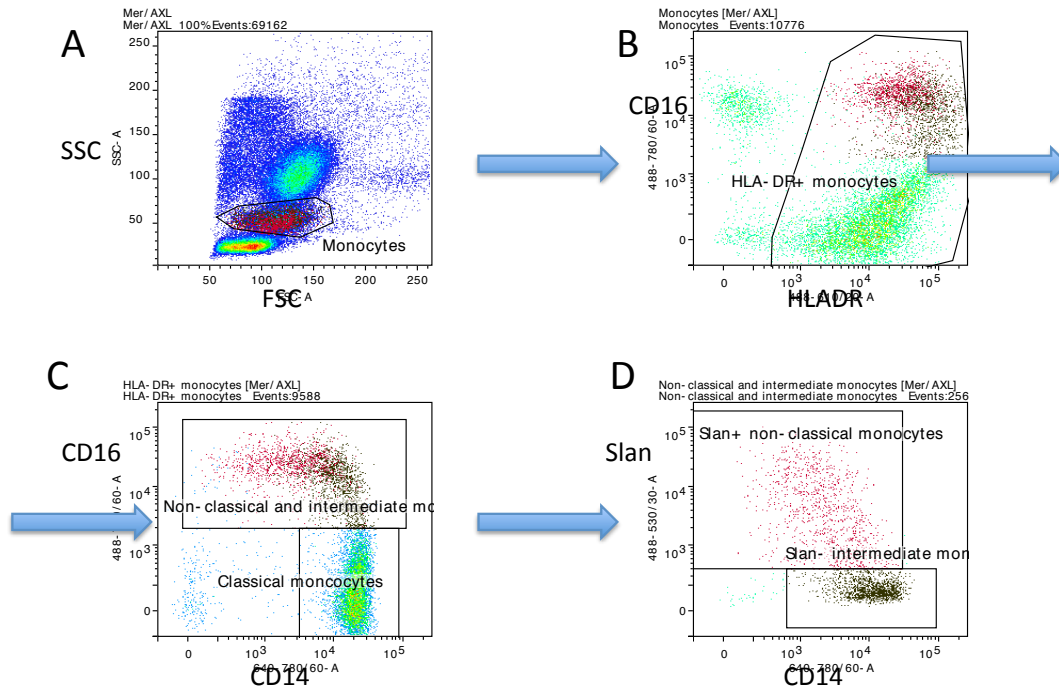 A
Mer/ AXL
Mer/ AXL 100%Events:69162
SSC
SSC- A
250
200
150
100
50
Monocytes
50 100 150 200 250
FSC- A
FSC
B
Monocytes [Mer/ AXL]
Monocytes Events:10776
CD16
488- 780/ 60- A
10^5
10^4
10^3
0
HLA- DR+ monocytes
10^3 10^4 10^5
HLADR
C
HLA- DR+ monocytes [Mer/ AXL]
HLA- DR+ monocytes Events:9588
CD16
10^5
10^4
10^3
0
Non- classical and intermediate mo
Classical moncocytes
0 10^3 10^4 10^5
640- 780/ 60- A
CD14
D
Non- classical and intermediate monocytes [Mer/ AXL]
Non- classical and intermediate monocytes Events:256
Slan
488- 530/ 30- A
10^5
10^4
10^3
0
Slan+ non- classical monocytes
Slan- intermediate mon
0 10^3 10^4 10^5
640- 780/ 60- A
CD14